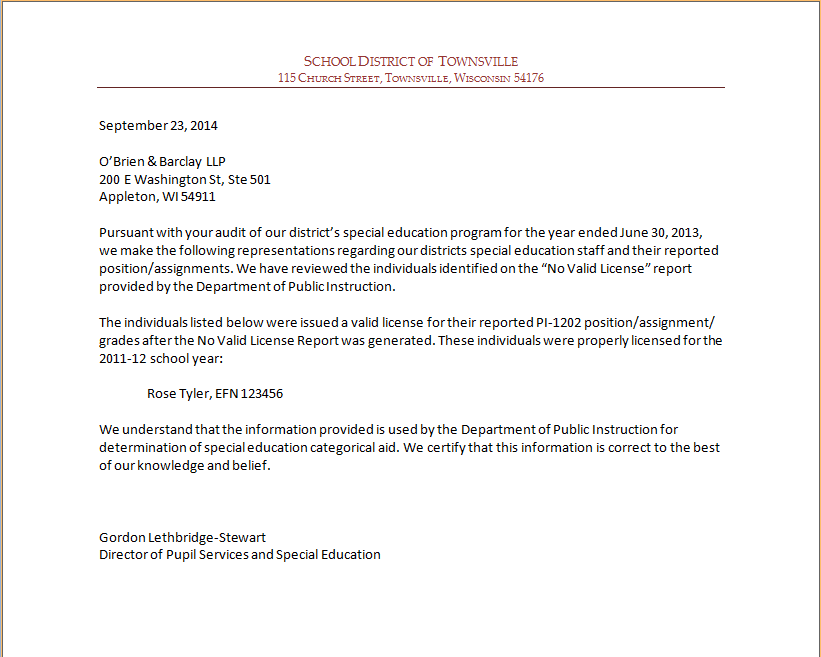 SCHOOL DISTRICT OF TOWNSVILLE
115 CHURCH STREET, TOWNSVILLE, WISCONSIN 54176
September 23, 2014
O’Brien & Barclay LLP
200 E Washington St, Ste 501
Appleton, WI 54911
Pursuant with your audit of our district’s special education program for the year ended June 30, 2013,
we make the following representations regarding our districts special education staff and their reported
position/assignments. We have reviewed the individuals identified on the “No Valid License” report
provided by the Department of Public Instruction.
The individuals listed below were issued a valid license for their reported PI-1202 position/assignment/
grades after the No Valid License Report was generated. These individuals were properly licensed for the
2011-12 school year:
Rose Tyler, EFN 123456
We understand that the information provided is used by the Department of Public Instruction for
determination of special education categorical aid. We certify that this information is correct to the best
of our knowledge and belief.
Gordon Lethbridge-Stewart
Director of Pupil Services and Special Education